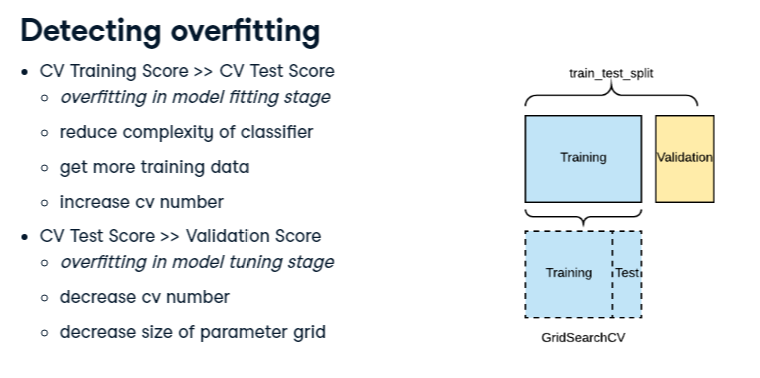 Detecting overfitting
• CV Training Score >> CV Test Score
○ overfitting in model fitting stage
○ reduce complexity of classifier
○ get more training data
○ increase cv number
• CV Test Score >> Validation Score
○ overfitting in model tuning stage
○ decrease cv number
○ decrease size of parameter grid
train_test_split
Training
Validation
Training
Test
GridSearchCV